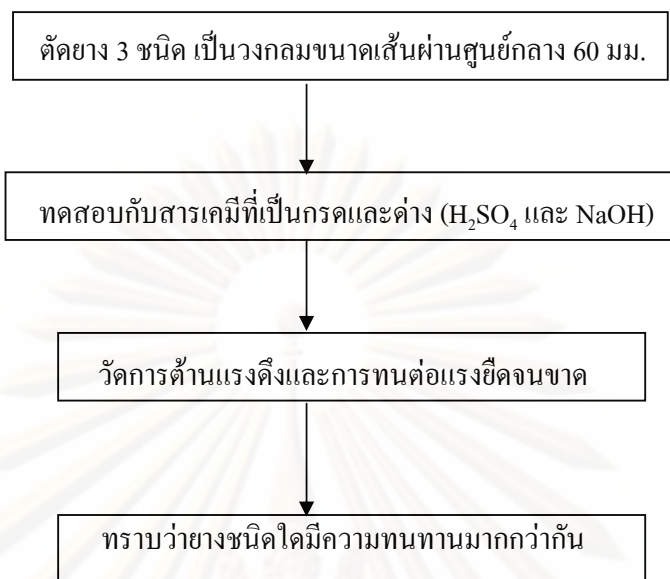 ตัดยาง 3 ชนิด เป็นวงกลมขนาดเส้นผ่านศูนย์กลาง 60 มม.
ทดสอบกับสารเคมีที่เป็นกรดและด่าง (H₂SO₄ และ NaOH)
วัดการต้านแรงดึงและการทนต่อแรงยืดจนขาด
ทราบว่ายางชนิดใดมีความทนทานมากกว่ากัน